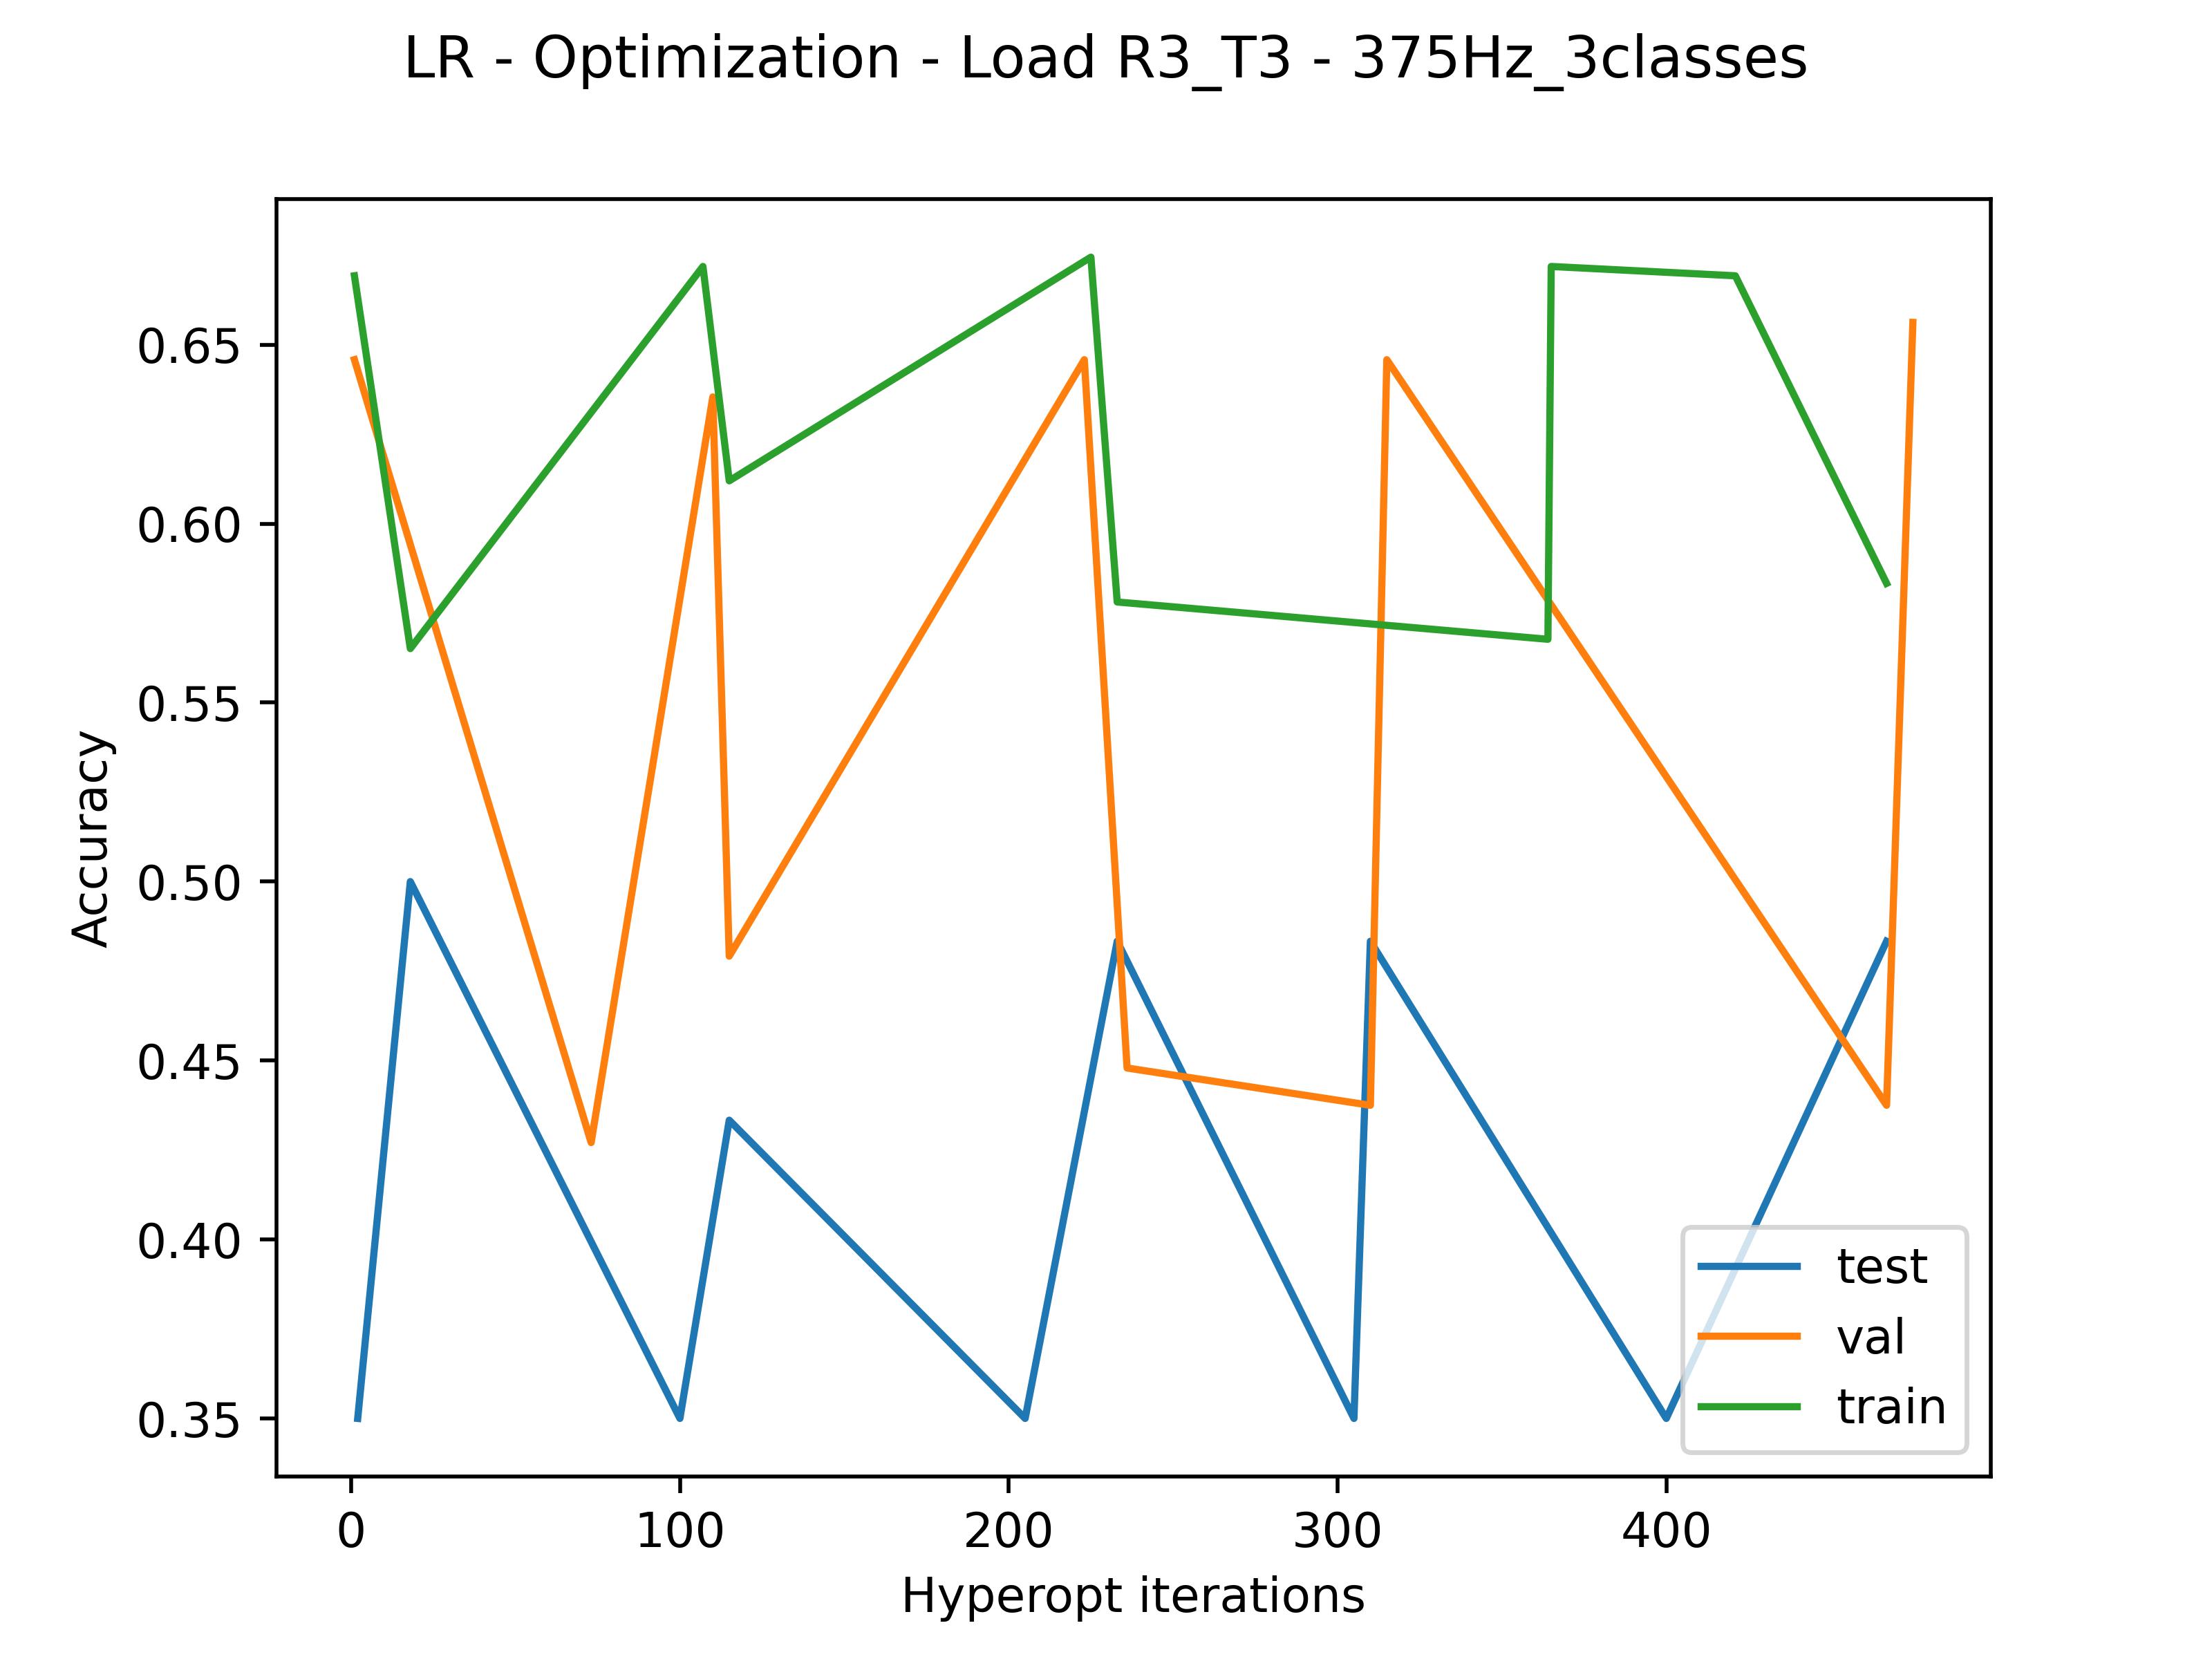 LR - Optimization - Load R3_T3 - 375Hz_3classes
0.65
0.60
0.55
0.50
0.45
0.40
0.35
Accuracy
test
val
train
0 100 200 300 400
Hyperopt iterations